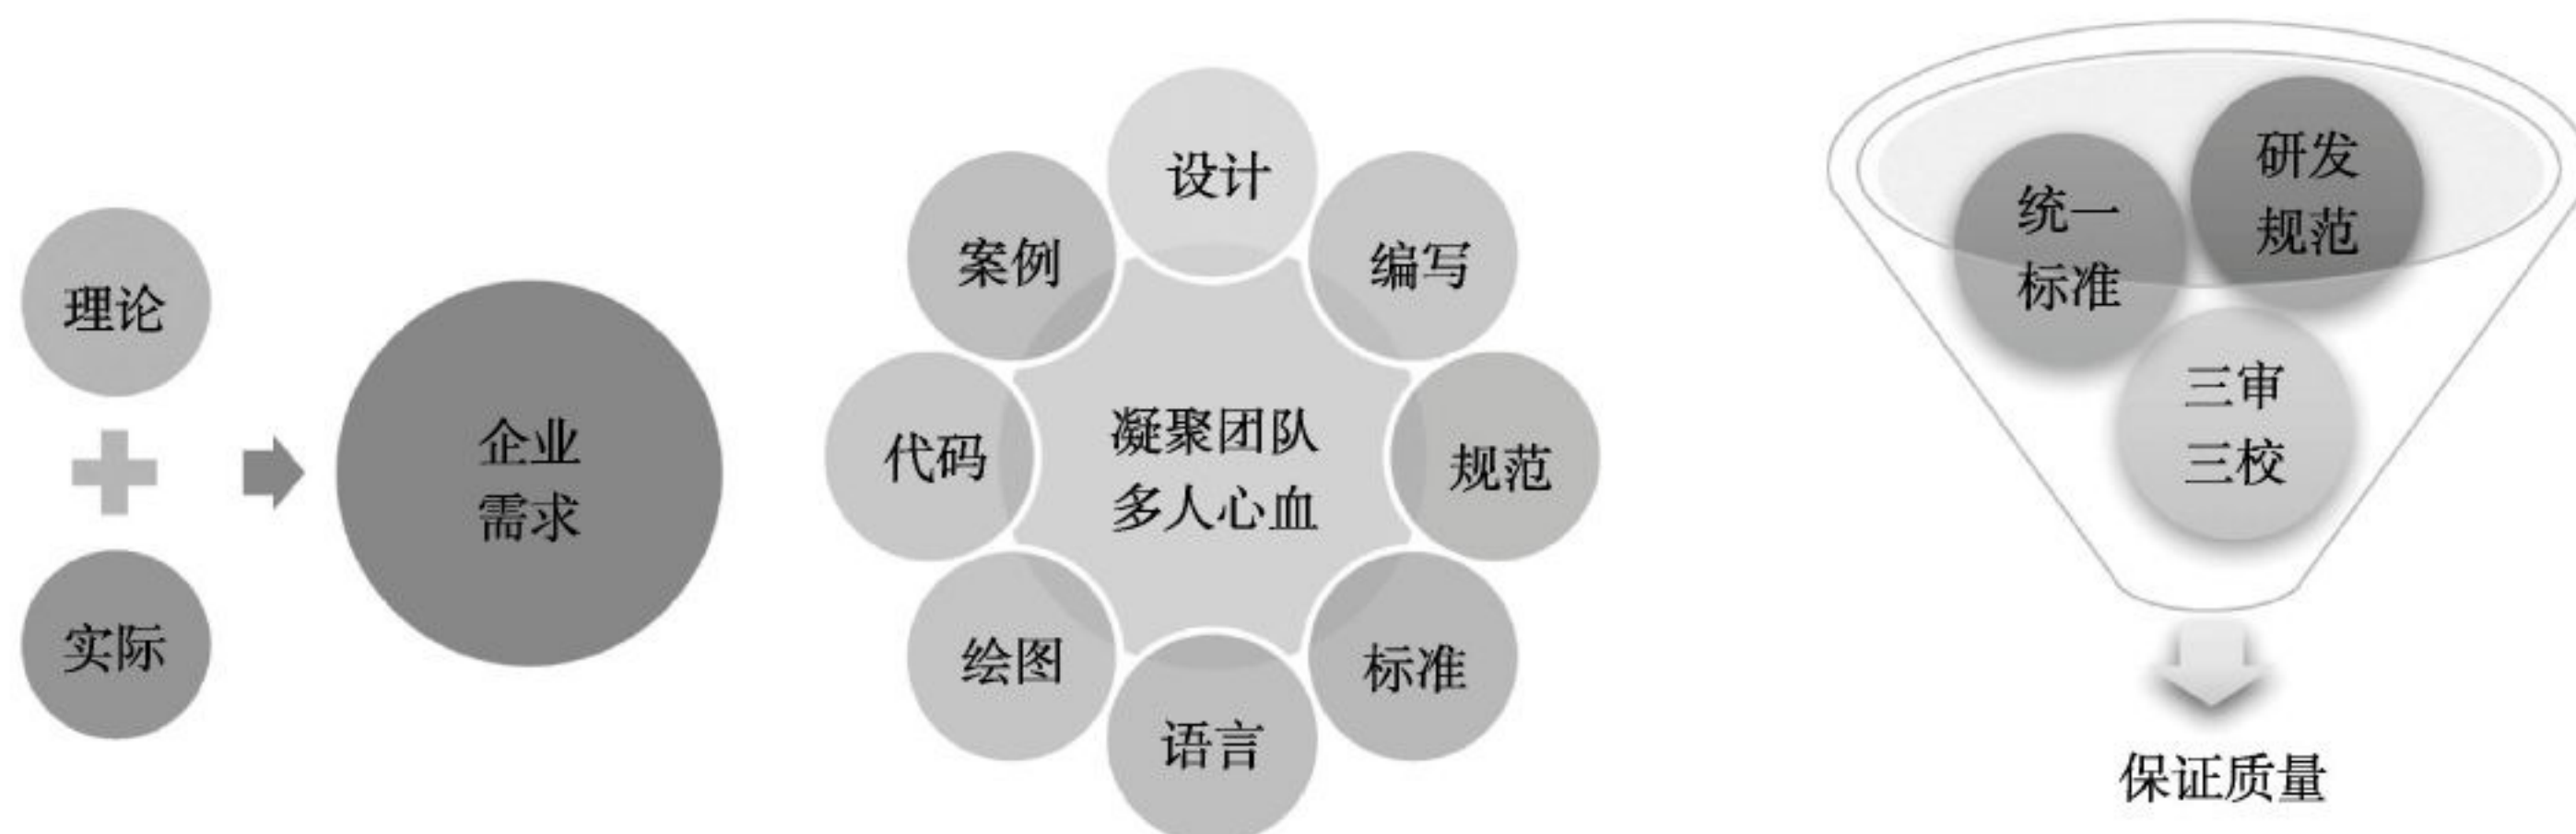 理论
实际
企业
需求
设计
编写
规范
标准
语言
绘图
代码
案例
凝聚团队
多人心血
统一
标准
研发
规范
三审
三校
保证质量